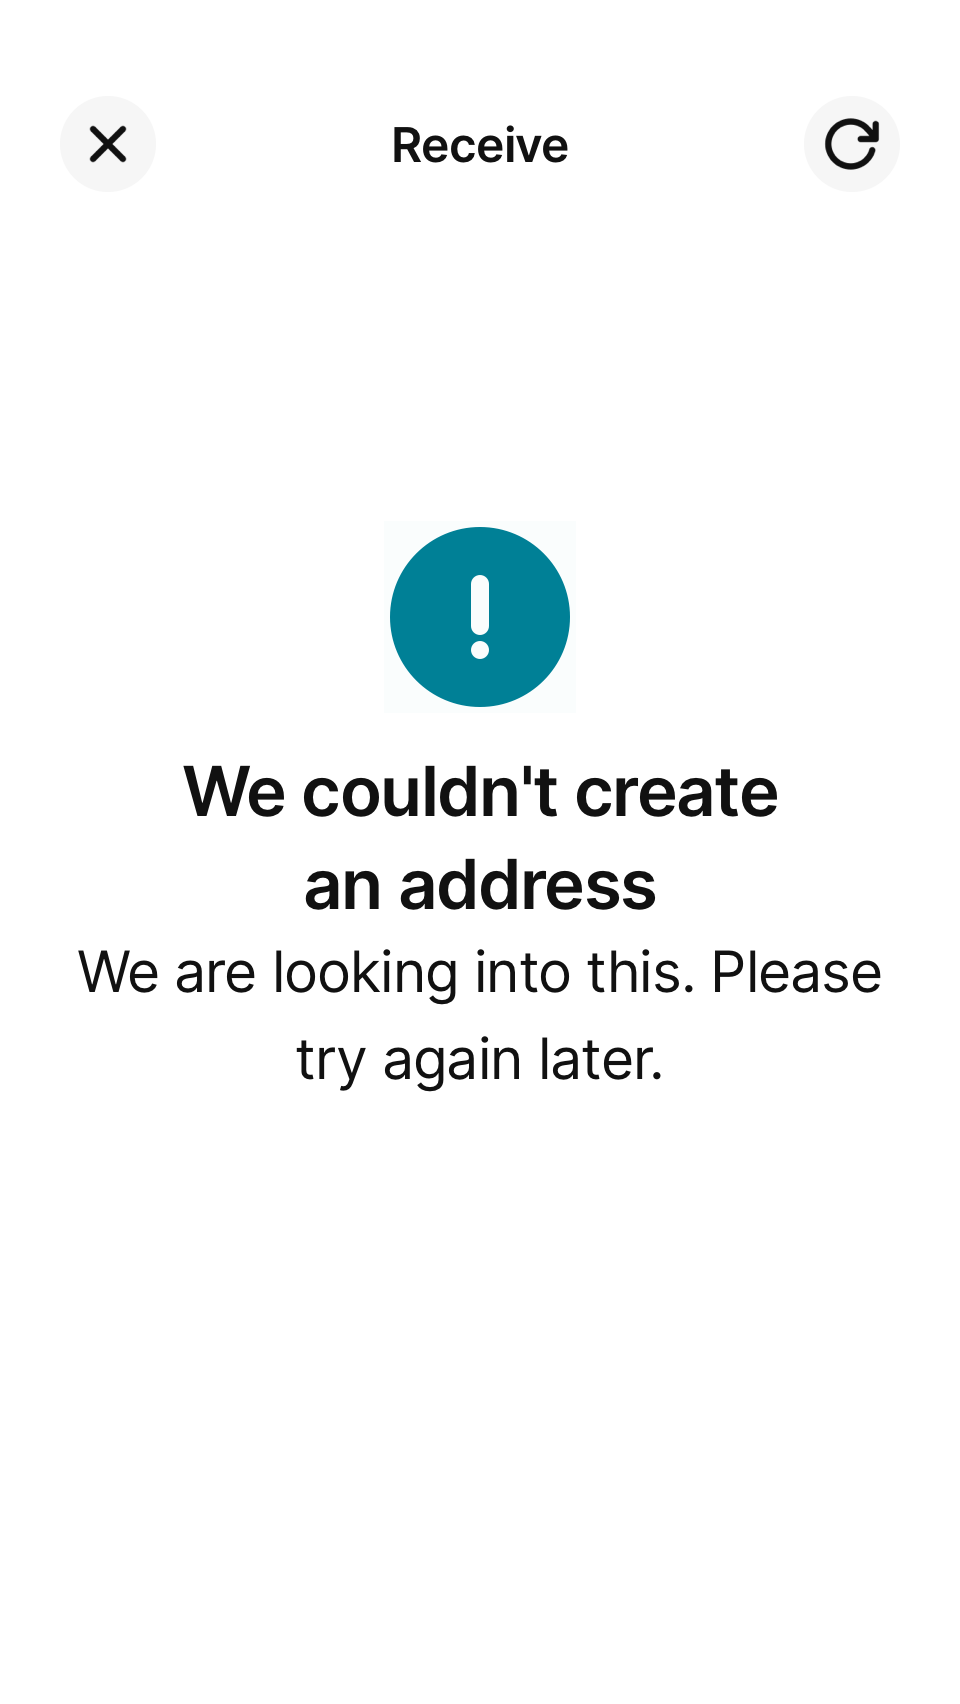 Receive
We couldn't create
an address
We are looking into this. Please
try again later.